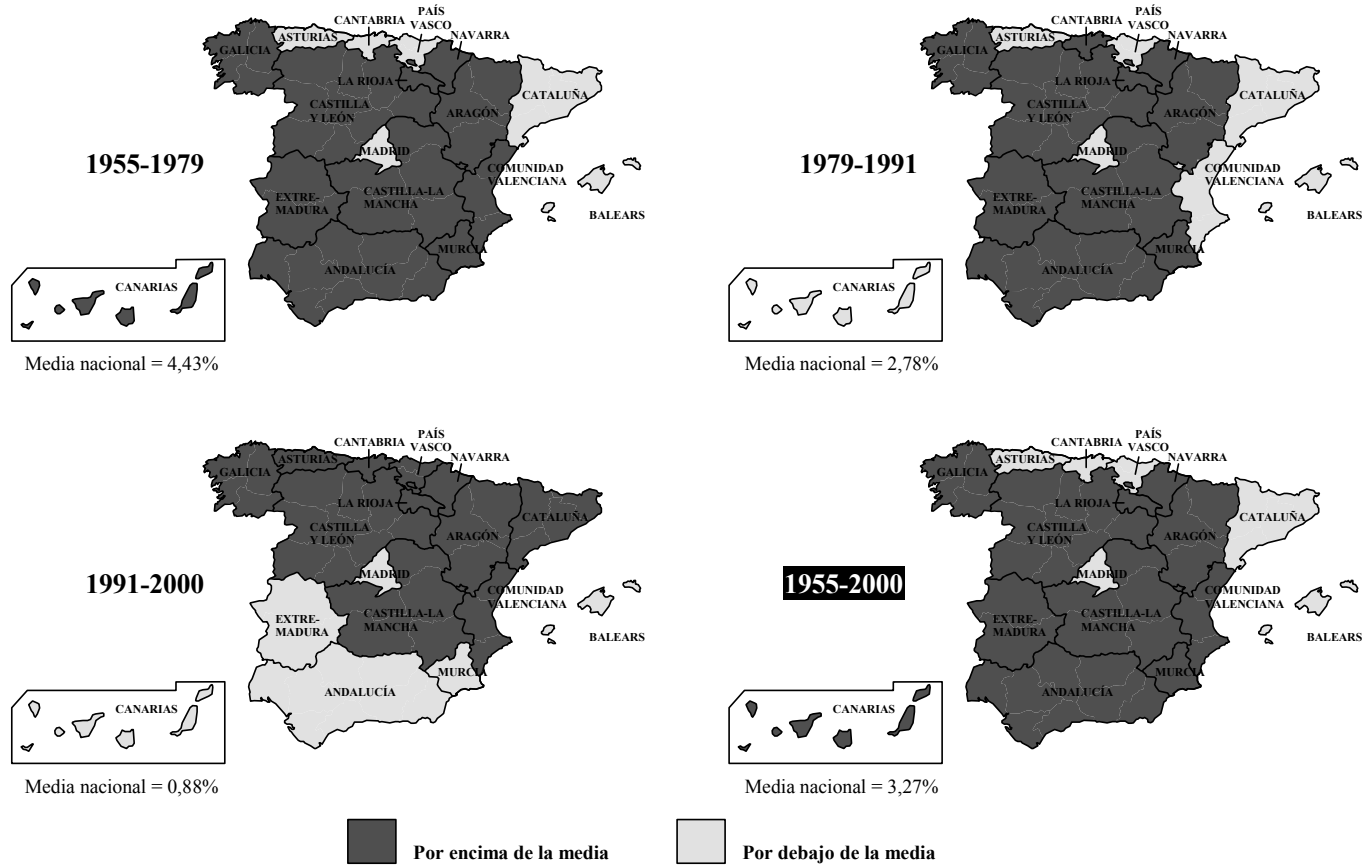 CANTABRIA
PAÍS
VASCO
ASTURIAS
NAVARRA
GALICIA
LA RIOJA
CATALUÑA
CASTILLA
Y LEÓN
ARAGÓN
1955-1979
MADRID
COMUNIDAD
VALENCIANA
EXTRE-
MADURA
CASTILLA-LA
MANCHA
BALEARS
MURCIA
ANDALUCÍA
CANARIAS
Media nacional = 4,43%
CANTABRIA
PAÍS
VASCO
ASTURIAS
NAVARRA
GALICIA
LA RIOJA
CATALUÑA
CASTILLA
Y LEÓN
ARAGÓN
1979-1991
MADRID
COMUNIDAD
VALENCIANA
EXTRE-
MADURA
CASTILLA-LA
MANCHA
BALEARS
MURCIA
ANDALUCÍA
CANARIAS
Media nacional = 2,78%
CANTABRIA
PAÍS
VASCO
ASTURIAS
NAVARRA
GALICIA
LA RIOJA
CATALUÑA
CASTILLA
Y LEÓN
ARAGÓN
1991-2000
MADRID
COMUNIDAD
VALENCIANA
EXTRE-
MADURA
CASTILLA-LA
MANCHA
BALEARS
MURCIA
ANDALUCÍA
CANARIAS
Media nacional = 0,88%
CANTABRIA
PAÍS
VASCO
ASTURIAS
NAVARRA
GALICIA
LA RIOJA
CATALUÑA
CASTILLA
Y LEÓN
ARAGÓN
1955-2000
MADRID
COMUNIDAD
VALENCIANA
EXTRE-
MADURA
CASTILLA-LA
MANCHA
BALEARS
MURCIA
ANDALUCÍA
CANARIAS
Media nacional = 3,27%
Por encima de la media
Por debajo de la media